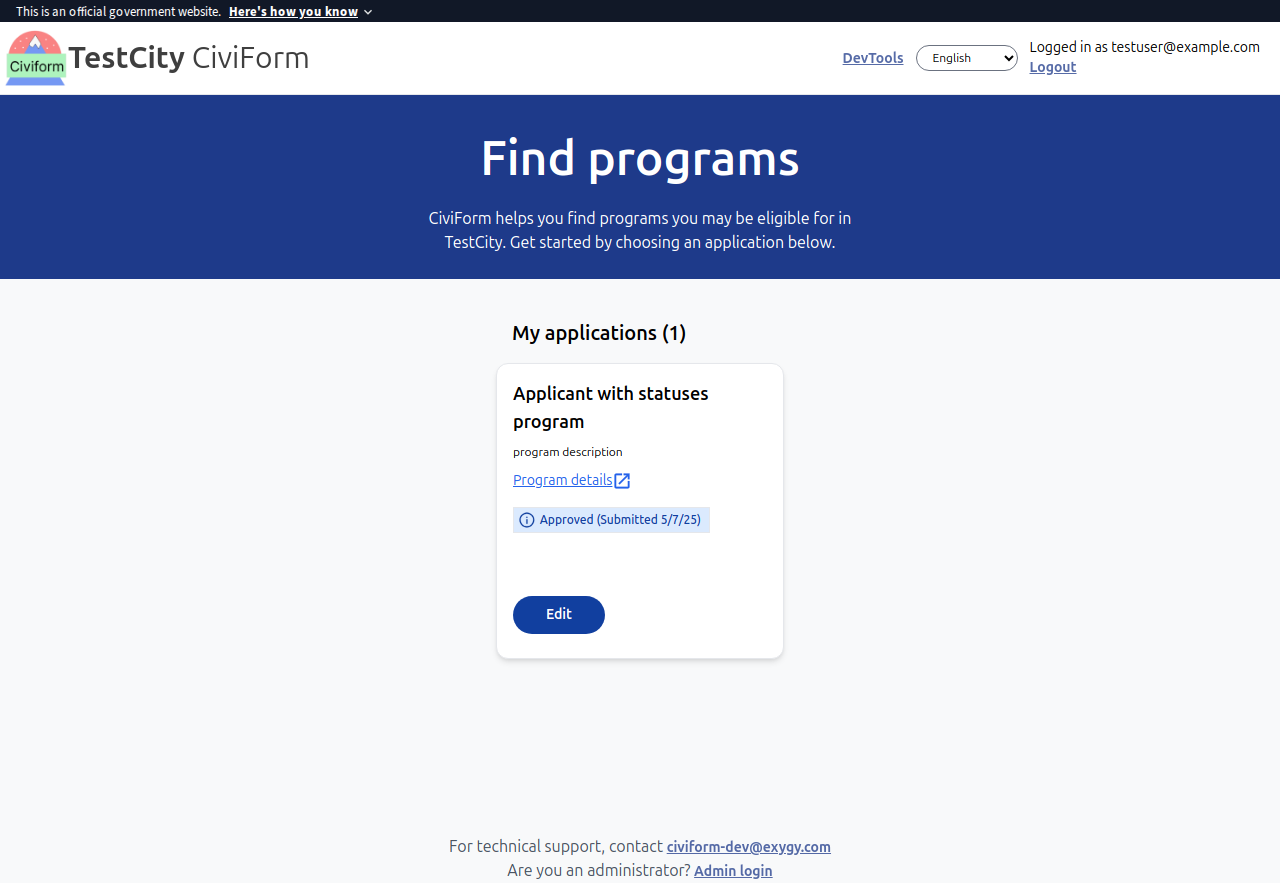 This is an official government website. Here's how you know
Civiform
TestCity CiviForm
DevTools
English
Logged in as testuser@example.com
Logout
Find programs
CiviForm helps you find programs you may be eligible for in
TestCity. Get started by choosing an application below.
My applications (1)
Applicant with statuses
program
program description
Program details
Approved (Submitted 5/7/25)
Edit
For technical support, contact civiform-dev@exygy.com
Are you an administrator? Admin login